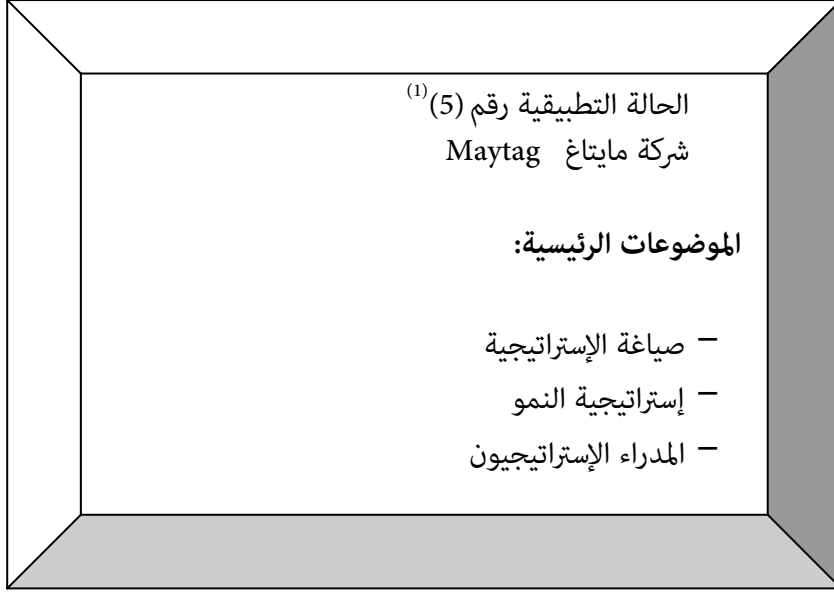 الحالة التطبيقية رقم (5)(1)
شركة مايتاغ Maytag
الموضوعات الرئيسية:
– صياغة الإستراتيجية
– إستراتيجية النمو
– المدراء الإستراتيجيون